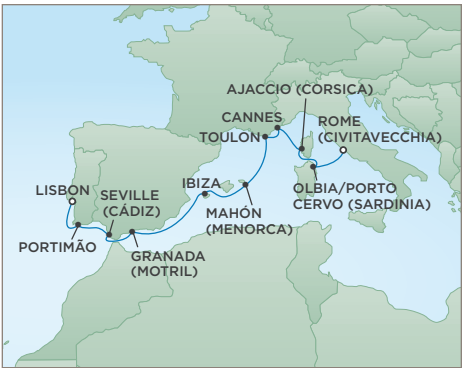 AJACCIO (CORSICA)
CANNES
ROME
(CIVITAVECCHIA)
TOULON
LISBON
SEVILLE
(CÁDIZ)
IBIZA
OLBIA/PORTO
CERVO (SARDINIA)
MAHÓN
(MENORCA)
PORTIMÃO
GRANADA
(MOTRIL)